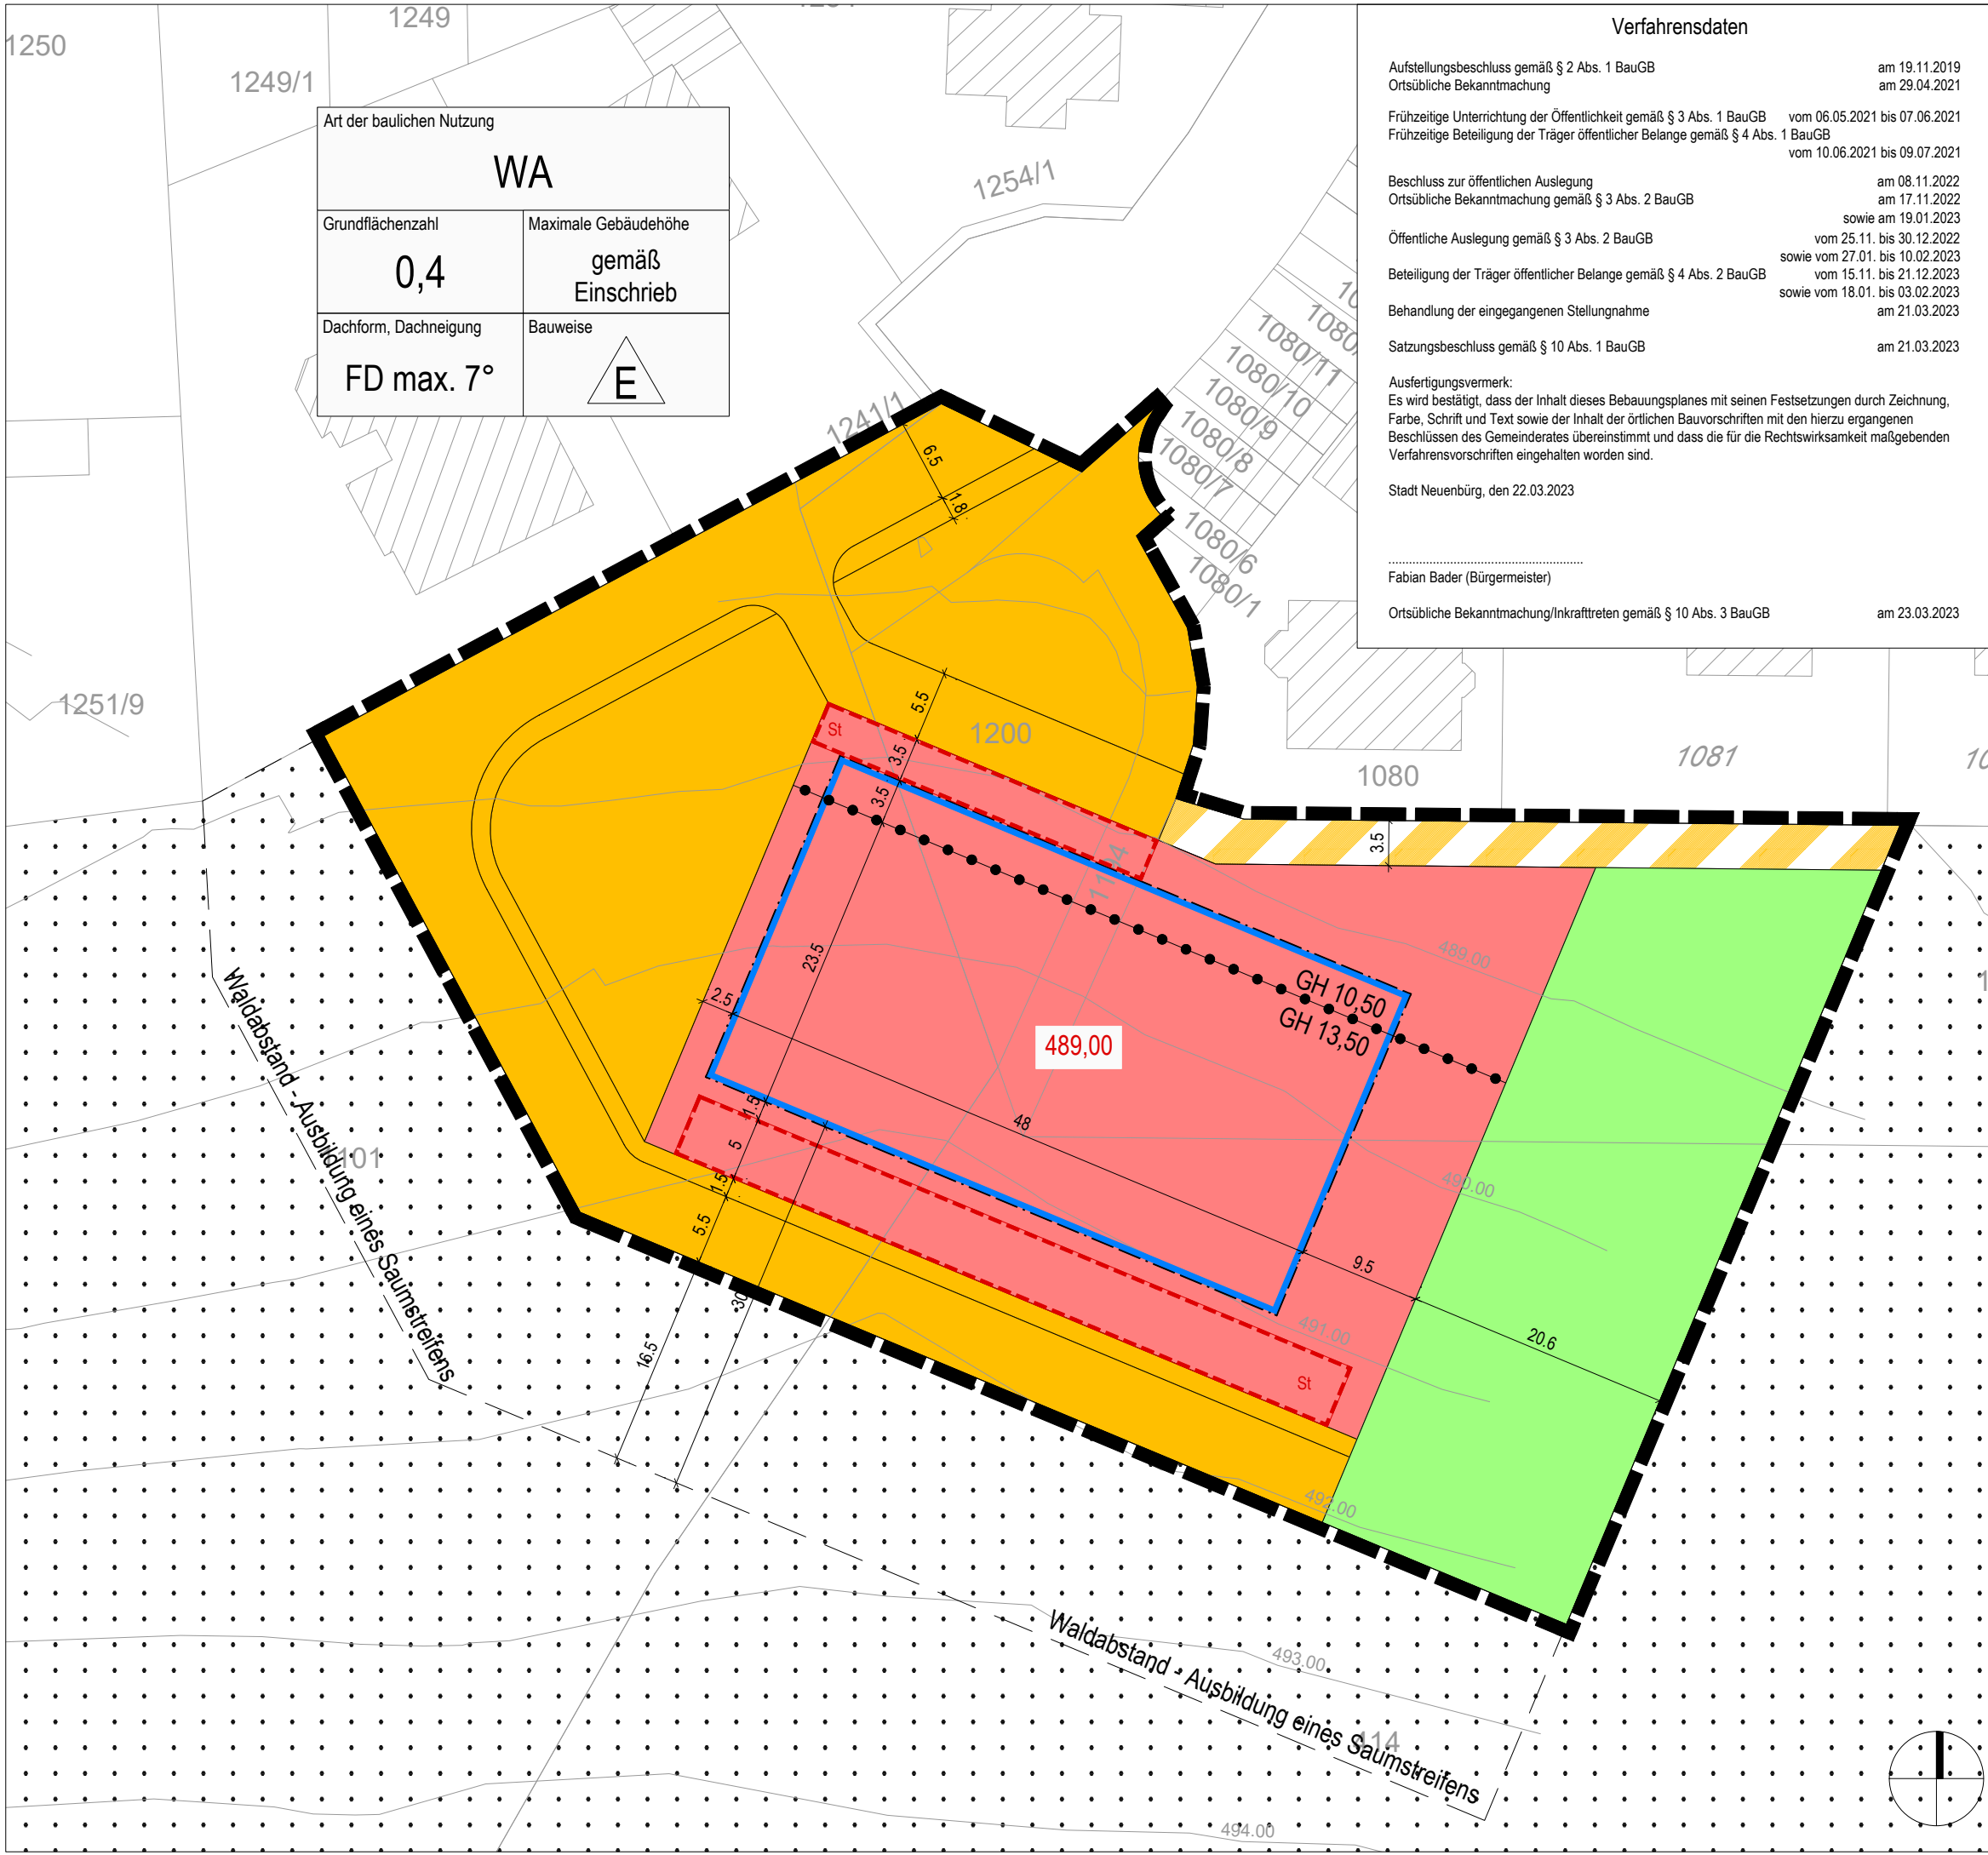 1250
1249
1249/1
1254/1
Art der baulichen Nutzung
WA
Grundflächenzahl
0,4
Maximale Gebäudehöhe
gemäß
Einschrieb
Dachform, Dachneigung
FD max. 7°
Bauweise
E
Verfahrensdaten
Aufstellungsbeschluss gemäß § 2 Abs. 1 BauGB am 19.11.2019
Ortsübliche Bekanntmachung am 29.04.2021
Frühzeitige Unterrichtung der Öffentlichkeit gemäß § 3 Abs. 1 BauGB vom 06.05.2021 bis 07.06.2021
Frühzeitige Beteiligung der Träger öffentlicher Belange gemäß § 4 Abs. 1 BauGB
vom 10.06.2021 bis 09.07.2021
Beschluss zur öffentlichen Auslegung am 08.11.2022
Ortsübliche Bekanntmachung gemäß § 3 Abs. 2 BauGB am 17.11.2022
sowie am 19.01.2023
Öffentliche Auslegung gemäß § 3 Abs. 2 BauGB vom 25.11. bis 30.12.2022
sowie vom 27.01. bis 10.02.2023
Beteiligung der Träger öffentlicher Belange gemäß § 4 Abs. 2 BauGB vom 15.11. bis 21.12.2023
sowie vom 18.01. bis 03.02.2023
Behandlung der eingegangenen Stellungnahme am 21.03.2023
Satzungsbeschluss gemäß § 10 Abs. 1 BauGB am 21.03.2023
Ausfertigungsvermerk:
Es wird bestätigt, dass der Inhalt dieses Bebauungsplanes mit seinen Festsetzungen durch Zeichnung,
Farbe, Schrift und Text sowie der Inhalt der örtlichen Bauvorschriften mit den hierzu ergangenen
Beschlüssen des Gemeinderates übereinstimmt und dass die für die Rechtswirksamkeit maßgebenden
Verfahrensvorschriften eingehalten worden sind.
Stadt Neuenbürg, den 22.03.2023
Fabian Bader (Bürgermeister)
Ortsübliche Bekanntmachung/Inkrafttreten gemäß § 10 Abs. 3 BauGB am 23.03.2023
1080/11
1080/10
1080/9
1080/8
1080/7
1080/6
1080/1
1241/1
6.5
1.8
1251/9
5.5
St
1200
3.5
3.5
1080
1081
3.5
489.00
23.5
2.5
GH 10,50
GH 13,50
489,00
48
1.5
5
1.5
5.5
30
16.5
9.5
20.6
490.00
491.00
St
492.00
Waldabstand - Ausbildung eines Saumstreifens
101
Waldabstand - Ausbildung eines Saumstreifens
493.00
414
494.00